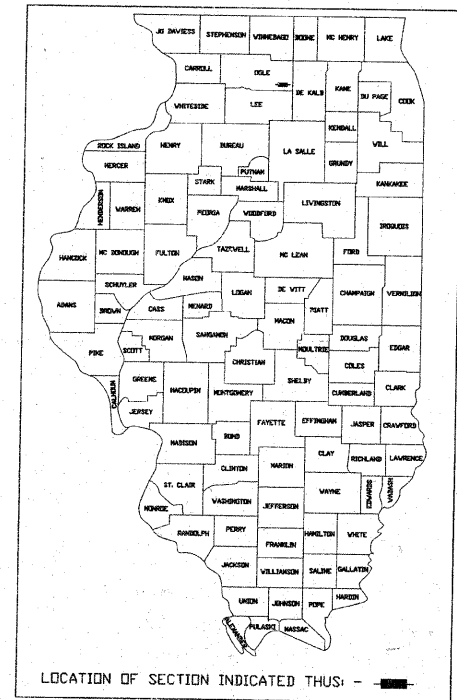 JO DAVIESS STEPHENSON WINNEBAGO BOONE MC HENRY LAKE
CARROLL OGLE
DE KALB KANE DU PAGE COOK
WHITESIDE LEE
KENDALL WILL
ROCK ISLAND HENRY BUREAU LA SALLE GRUNDY
MERCER PUTNAM KANKAKEE
STARK MARSHALL
HENDERSON WARREN KNOX PEORIA WOODFORD LIVINGSTON IROQUOIS
HANCOCK MC DONOUGH FULTON TAZEWELL MC LEAN FORD
MASON
SCHUYLER LOGAN DE WITT CHAMPAIGN VERMILION
ADAMS BROWN CASS MENARD MACON PIATT
MORGAN SANGAMON DOUGLAS EDGAR
PIKE SCOTT CHRISTIAN MOULTRIE COLES
GREENE MACOUPIN SHELBY CLARK
CALHOUN JERSEY MONTGOMERY CUMBERLAND
FAYETTE EFFINGHAM JASPER CRAWFORD
MADISON BOND
CLAY RICHLAND LAWRENCE
CLINTON MARION
ST. CLAIR WAYNE EDWARDS WABASH
MONROE WASHINGTON JEFFERSON
RANDOLPH PERRY HAMILTON WHITE
FRANKLIN
JACKSON WILLIAMSON SALINE GALLATIN
UNION JOHNSON POPE HARDIN
ALEXANDER PULASKI MASSAC
LOCATION OF SECTION INDICATED THUS: -